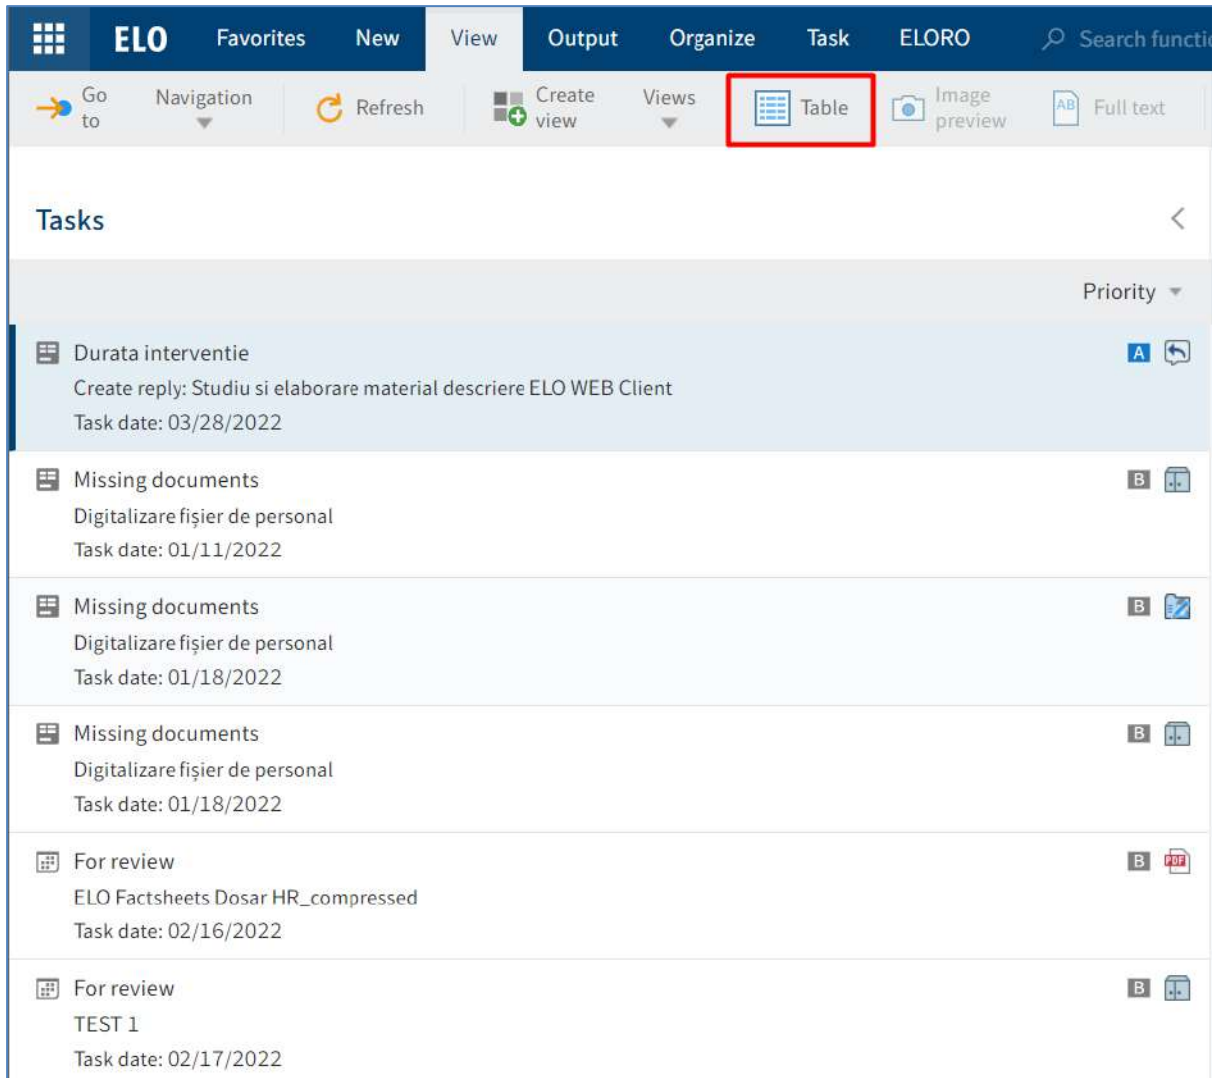 ELO Favorites New View Output Organize Task ELORO Search functio
Go to Navigation Refresh Create view Views Table Image preview AB Full text
Tasks
Priority
Durata interventie A
Create reply: Studiu si elaborare material descriere ELO WEB Client
Task date: 03/28/2022
Missing documents B
Digitalizare fișier de personal
Task date: 01/11/2022
Missing documents B
Digitalizare fișier de personal
Task date: 01/18/2022
Missing documents B
Digitalizare fișier de personal
Task date: 01/18/2022
For review B PDF
ELO Factsheets Dosar HR_compressed
Task date: 02/16/2022
For review B
TEST 1
Task date: 02/17/2022